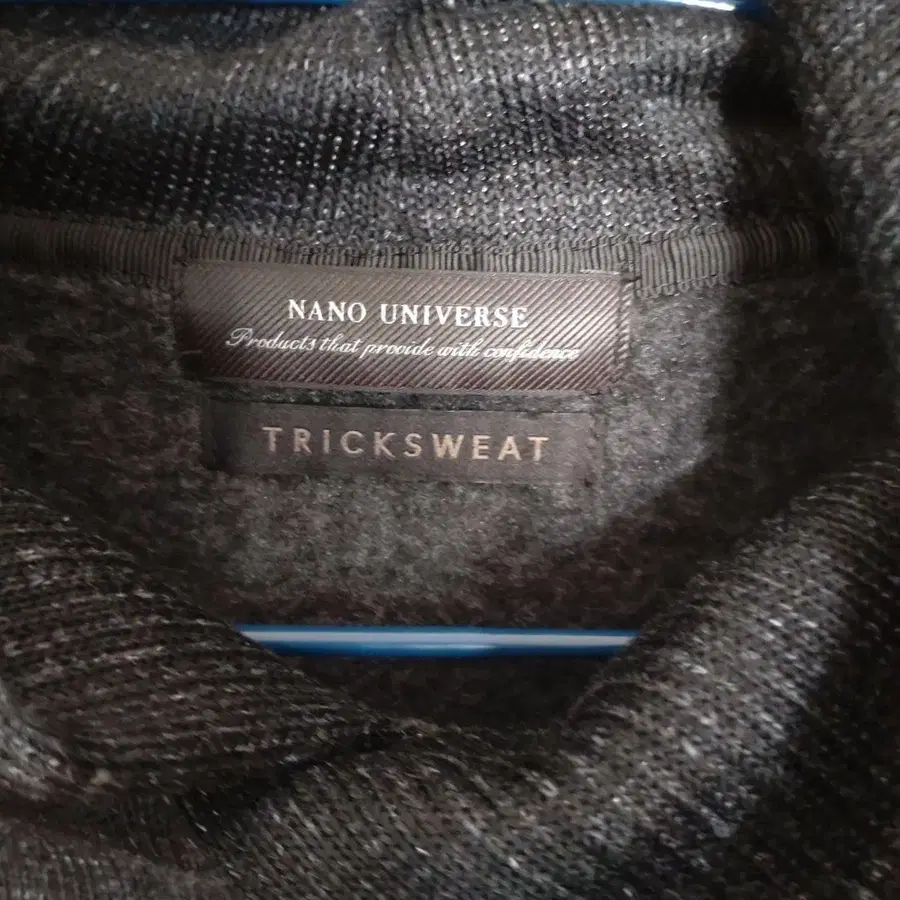 NANO UNIVERSE
Products that provide with confidence
TRICKSWEAT